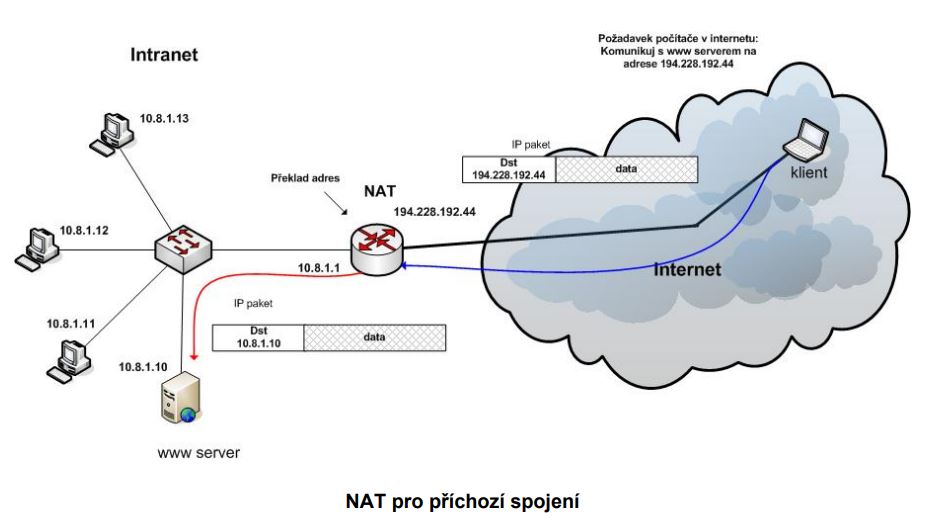 Požadavek počítače v internetu:
Komunikuj s www serverem na
adrese 194.228.192.44
Intranet
10.8.1.13
IP paket
Dst
194.228.192.44
data
klient
Překlad adres
NAT
194.228.192.44
10.8.1.12
10.8.1.1
Internet
IP paket
10.8.1.11
Dst
10.8.1.10
data
10.8.1.10
www server
NAT pro příchozí spojení